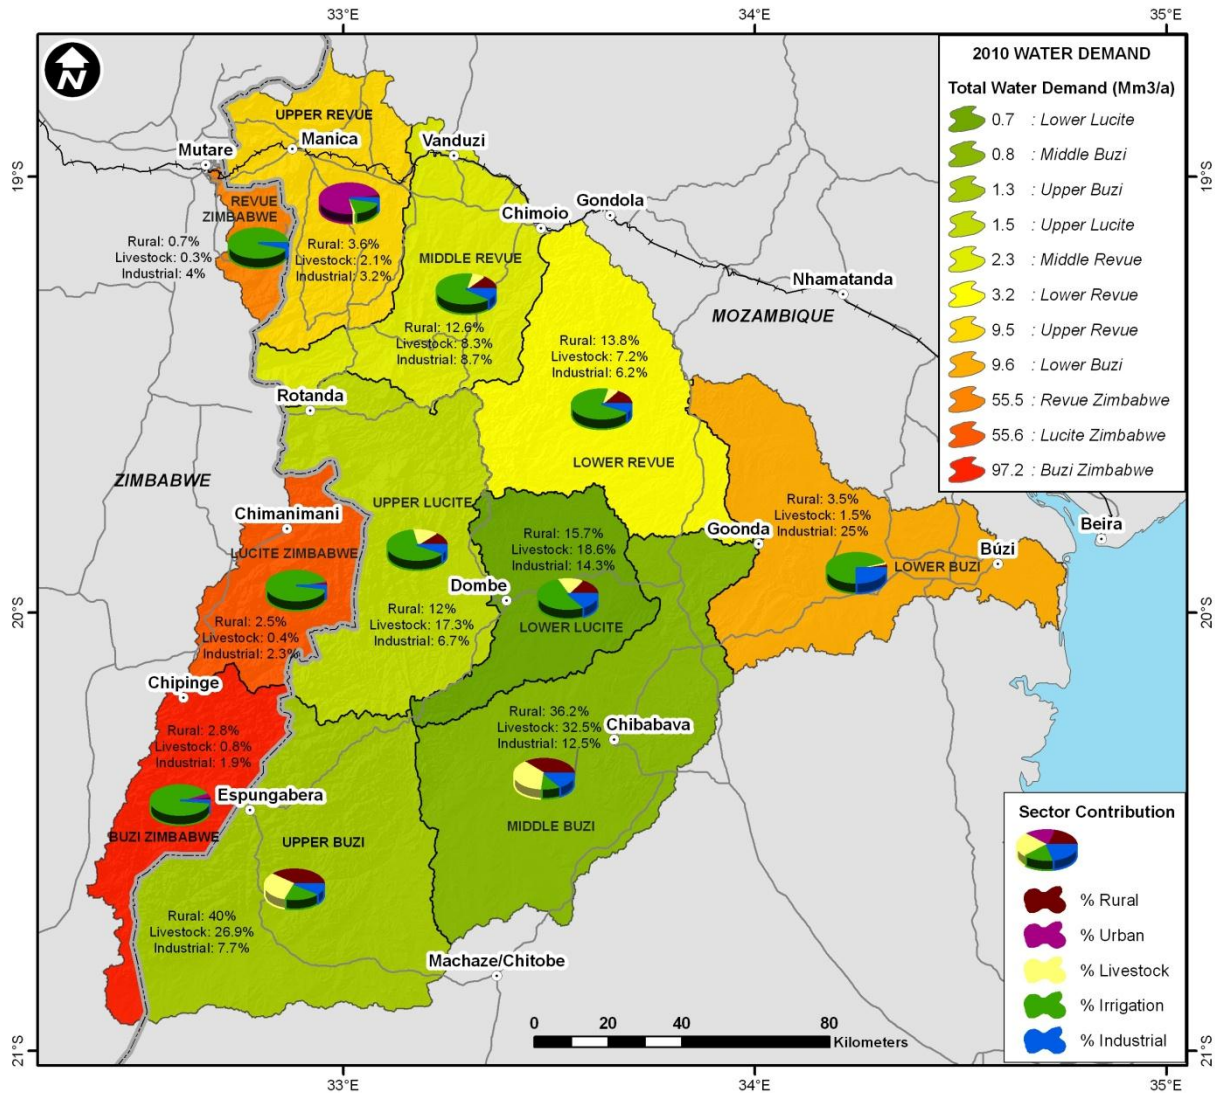 33°E
34°E
35°E
N
2010 WATER DEMAND
Total Water Demand (Mm3/a)
0.7 : Lower Lucite
0.8 : Middle Buzi
1.3 : Upper Buzi
1.5 : Upper Lucite
2.3 : Middle Revue
3.2 : Lower Revue
9.5 : Upper Revue
9.6 : Lower Buzi
55.5 : Revue Zimbabwe
55.6 : Lucite Zimbabwe
97.2 : Buzi Zimbabwe
UPPER REVUE
Mutare
Manica
Vanduzi
19°S
19°S
REVUE
ZIMBABWE
Chimoio
Gondola
Rural: 0.7%
Livestock: 0.3%
Industrial: 4%
Rural: 3.6%
Livestock: 2.1%
Industrial: 3.2%
MIDDLE REVUE
Nhamatanda
MOZAMBIQUE
Rural: 12.6%
Livestock: 8.3%
Industrial: 8.7%
Rural: 13.8%
Livestock: 7.2%
Industrial: 6.2%
Rotanda
LOWER REVUE
ZIMBABWE
Chimanimani
UPPER LUCITE
Rural: 3.5%
Livestock: 1.5%
Industrial: 25%
Goonda
Beira
Búzi
LUCITE ZIMBABWE
Rural: 15.7%
Livestock: 18.6%
Industrial: 14.3%
LOWER BUZI
Dombe
LOWER LUCITE
20°S
20°S
Rural: 2.5%
Livestock: 0.4%
Industrial: 2.3%
Rural: 12%
Livestock: 17.3%
Industrial: 6.7%
Chipinge
Rural: 2.8%
Livestock: 0.8%
Industrial: 1.9%
Rural: 36.2%
Livestock: 32.5%
Industrial: 12.5%
Chibabava
Espungabera
BUZI ZIMBABWE
UPPER BUZI
MIDDLE BUZI
Rural: 40%
Livestock: 26.9%
Industrial: 7.7%
Machaze/Chitobe
Sector Contribution
% Rural
% Urban
% Livestock
% Irrigation
% Industrial
0 20 40 80
Kilometers
21°S
21°S
33°E
34°E
35°E